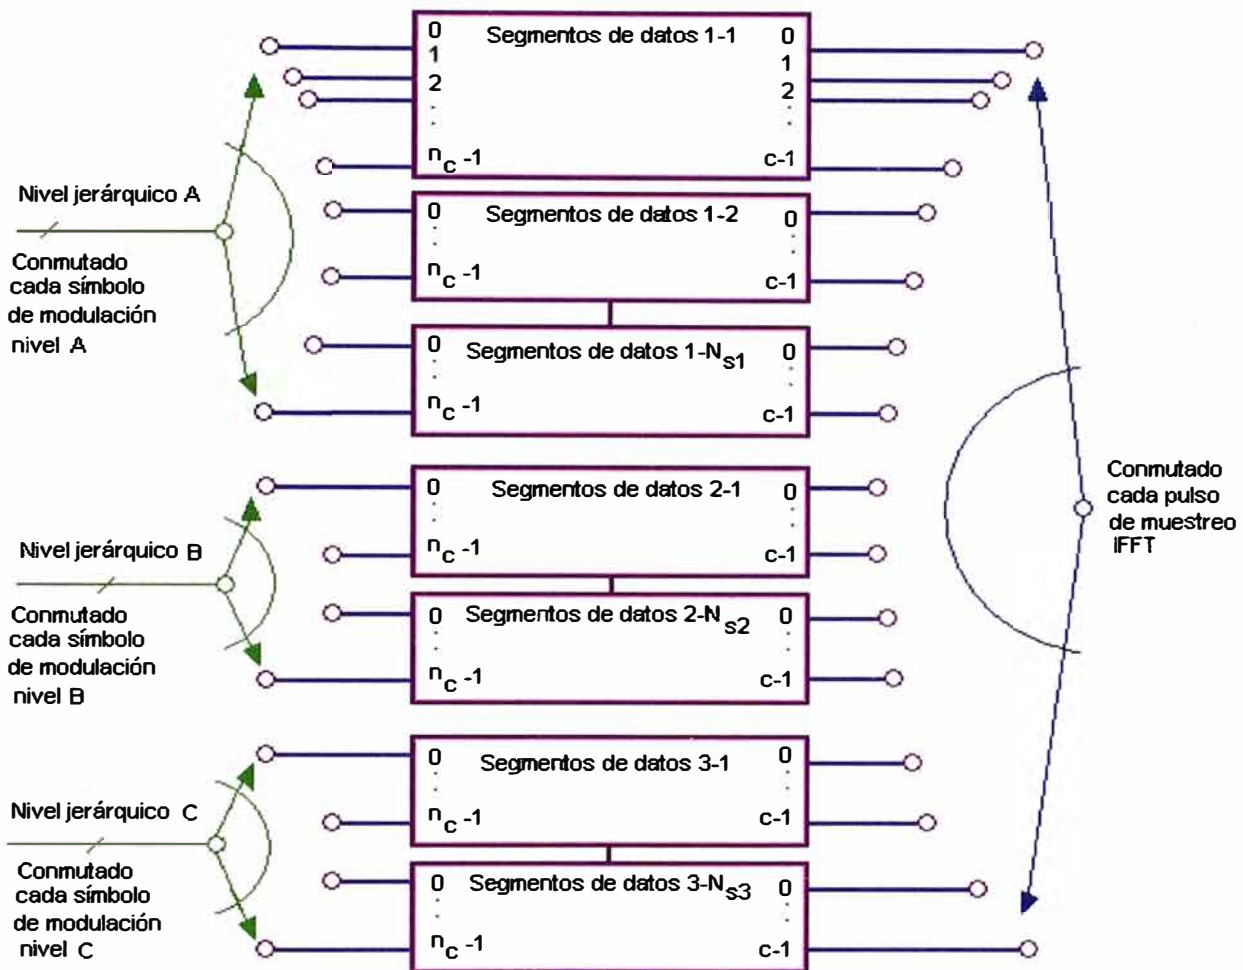 0 Segmentos de datos 1-1 0
1 1
2 2
. .
. .
n_c -1 c-1
Nivel jerárquico A
Conmutado
cada símbolo
de modulación
nivel A
0 Segmentos de datos 1-2 0
. .
. .
n_c -1 c-1
0 Segmentos de datos 1-N_s1 0
. .
. .
n_c -1 c-1
Nivel jerárquico B
Conmutado
cada símbolo
de modulación
nivel B
0 Segmentos de datos 2-1 0
. .
. .
n_c -1 c-1
0 Segmentos de datos 2-N_s2 0
. .
. .
n_c -1 c-1
Nivel jerárquico C
Conmutado
cada símbolo
de modulación
nivel C
0 Segmentos de datos 3-1 0
. .
. .
n_c -1 c-1
0 Segmentos de datos 3-N_s3 0
. .
. .
n_c -1 c-1
Conmutado
cada pulso
de muestreo
IFFT